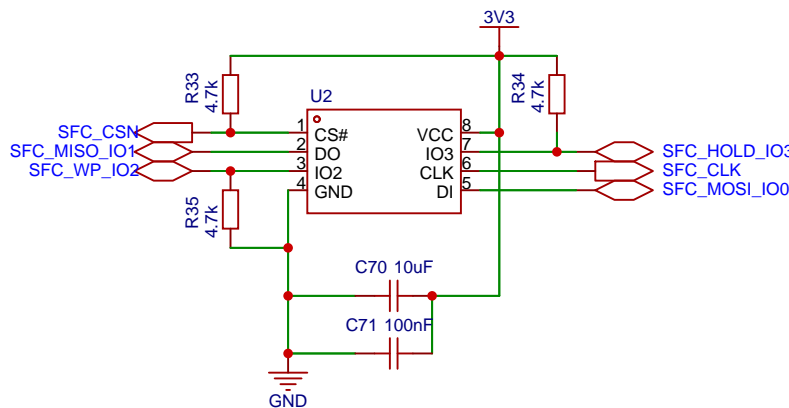 3V3
R33
4.7k
R34
4.7k
U2
SFC_CSN
1
CS#
VCC
8
SFC_MISO_IO1
2
DO
IO3
7
SFC_HOLD_IO3
SFC_WP_IO2
3
IO2
CLK
6
SFC_CLK
4
GND
DI
5
SFC_MOSI_IO0
R35
4.7k
C70 10uF
C71 100nF
GND